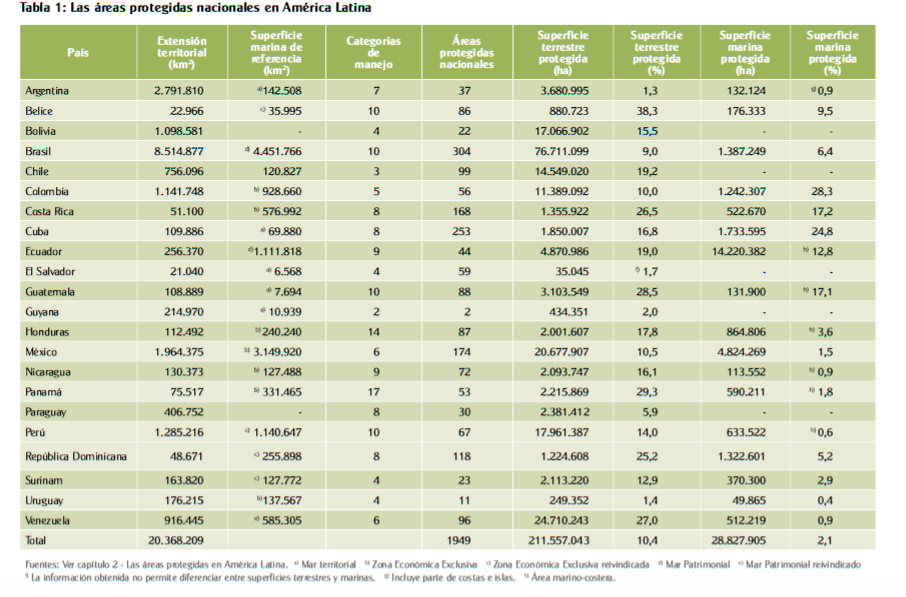 Tabla 1: Las áreas protegidas nacionales en América Latina
País Extensión territorial (km²) Superficie marina de referencia (km²) Categorías de manejo Áreas protegidas nacionales Superficie terrestre protegida (ha) Superficie terrestre protegida (%) Superficie marina protegida (ha) Superficie marina protegida (%)
Argentina 2.791.810 a) 142.508 7 37 3.680.995 1,3 132.124 g) 0,9
Belice 22.966 c) 35.995 10 86 880.723 38,3 176.333 9,5
Bolivia 1.098.581 - 4 22 17.066.902 15,5 - -
Brasil 8.514.877 d) 4.451.766 10 304 76.711.099 9,0 1.387.249 6,4
Chile 756.096 120.827 3 99 14.549.020 19,2 - -
Colombia 1.141.748 b) 928.660 5 56 11.389.092 10,0 1.242.307 28,3
Costa Rica 51.100 b) 576.992 8 168 1.355.922 26,5 522.670 17,2
Cuba 109.886 69.880 8 253 1.850.007 16,8 1.733.595 24,8
Ecuador 256.370 1.111.818 9 44 4.870.986 19,0 14.220.382 h) 12,8
El Salvador 21.040 6.568 4 59 35.045 f) 1,7 - -
Guatemala 108.889 7.694 10 88 3.103.549 28,5 131.900 h) 17,1
Guyana 214.970 10.939 2 2 434.351 2,0 - -
Honduras 112.492 b) 240.240 14 87 2.001.607 17,8 864.806 h) 3,6
México 1.964.375 b) 3.149.920 6 174 20.677.907 10,5 4.824.269 1,5
Nicaragua 130.373 b) 127.488 9 72 2.093.747 16,1 113.552 h) 0,9
Panamá 75.517 b) 331.465 17 53 2.215.869 29,3 590.211 h) 1,8
Paraguay 406.752 - 8 30 2.381.412 5,9 - -
Perú 1.285.216 c) 1.140.647 10 67 17.961.387 14,0 633.522 h) 0,6
República Dominicana 48.671 c) 255.898 8 118 1.224.608 25,2 1.322.601 5,2
Surinam 163.820 c) 127.772 4 23 2.113.220 12,9 370.300 2,9
Uruguay 176.215 b) 137.567 4 11 249.352 1,4 49.865 0,4
Venezuela 916.445 585.305 6 96 24.710.243 27,0 512.219 0,9
Total 20.368.209 1949 211.557.043 10,4 28.827.905 2,1
Fuentes: Ver capítulo 2 - Las áreas protegidas en América Latina. a) Mar territorial b) Zona Económica Exclusiva c) Zona Económica Exclusiva reivindicada d) Mar Patrimonial e) Mar Patrimonial reivindicado
f) La información obtenida no permite diferenciar entre superficies terrestres y marinas. g) Incluye parte de costas e islas. h) Área marino-costera.